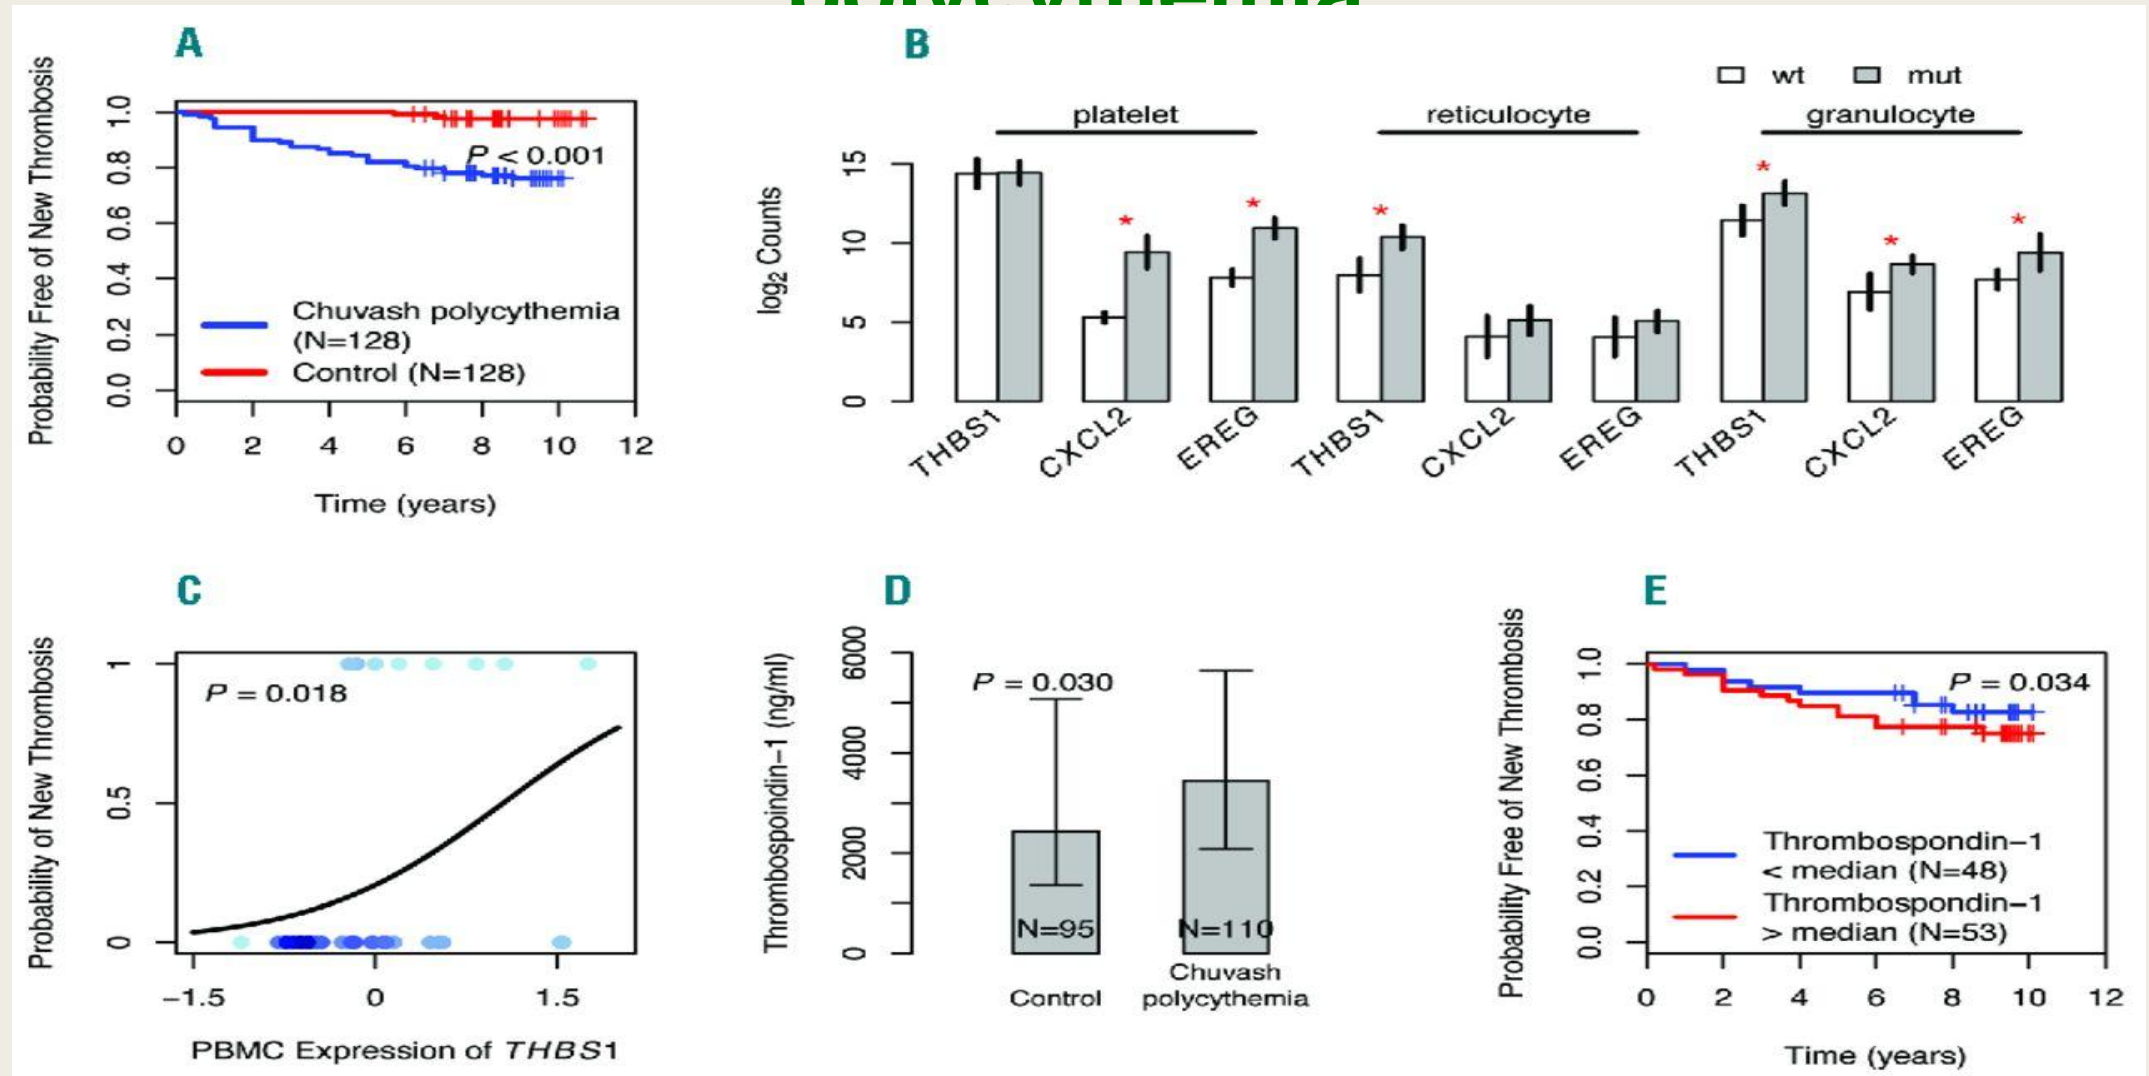 polycythemia
A
Probability Free of New Thrombosis
1.0
0.8
0.6
0.4
0.2
0.0
P < 0.001
Chuvash polycythemia
(N=128)
Control (N=128)
0 2 4 6 8 10 12
Time (years)
B
wt mut
platelet reticulocyte granulocyte
log2 Counts
15
10
5
0
* * * * * *
THBS1 CXCL2 EREG THBS1 CXCL2 EREG THBS1 CXCL2 EREG
C
Probability of New Thrombosis
1
0.5
0
P = 0.018
−1.5 0 1.5
PBMC Expression of THBS1
D
Thrombospoindin−1 (ng/ml)
6000
4000
2000
0
P = 0.030
N=95 N=110
Control
Chuvash
polycythemia
E
Probability Free of New Thrombosis
1.0
0.8
0.6
0.4
0.2
0.0
P = 0.034
Thrombospondin−1
< median (N=48)
Thrombospondin−1
> median (N=53)
0 2 4 6 8 10 12
Time (years)